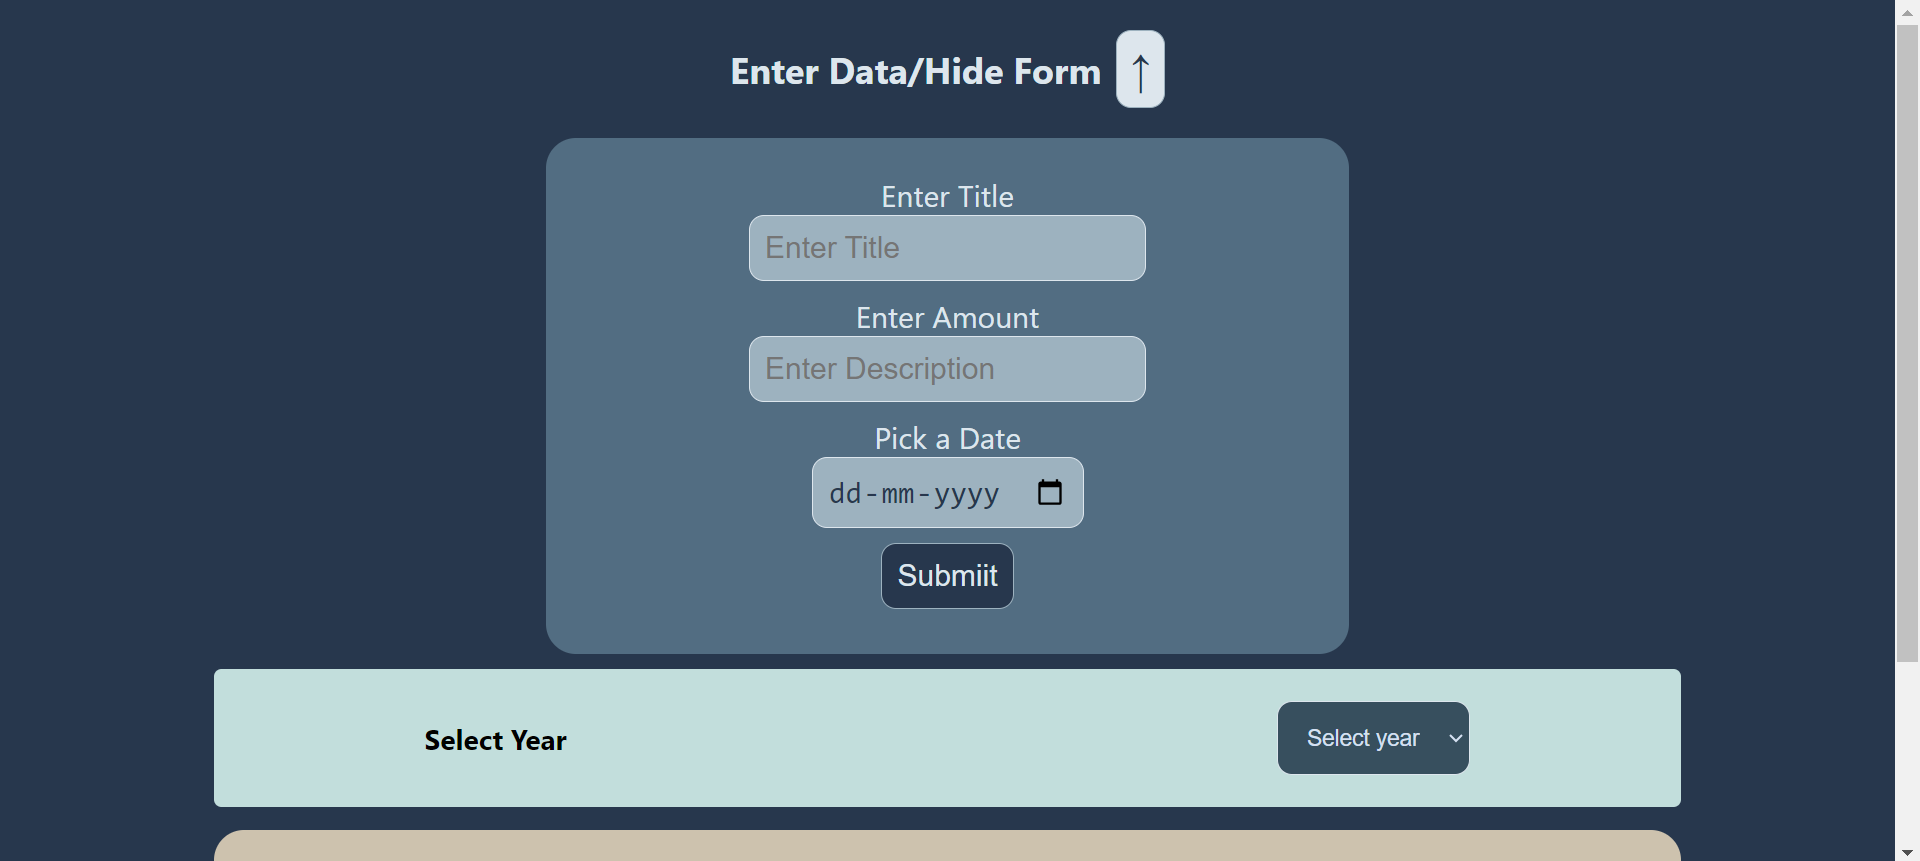 Enter Data/Hide Form ↑
Enter Title
Enter Title
Enter Amount
Enter Description
Pick a Date
dd-mm-yyyy
Submiit
Select Year
Select year